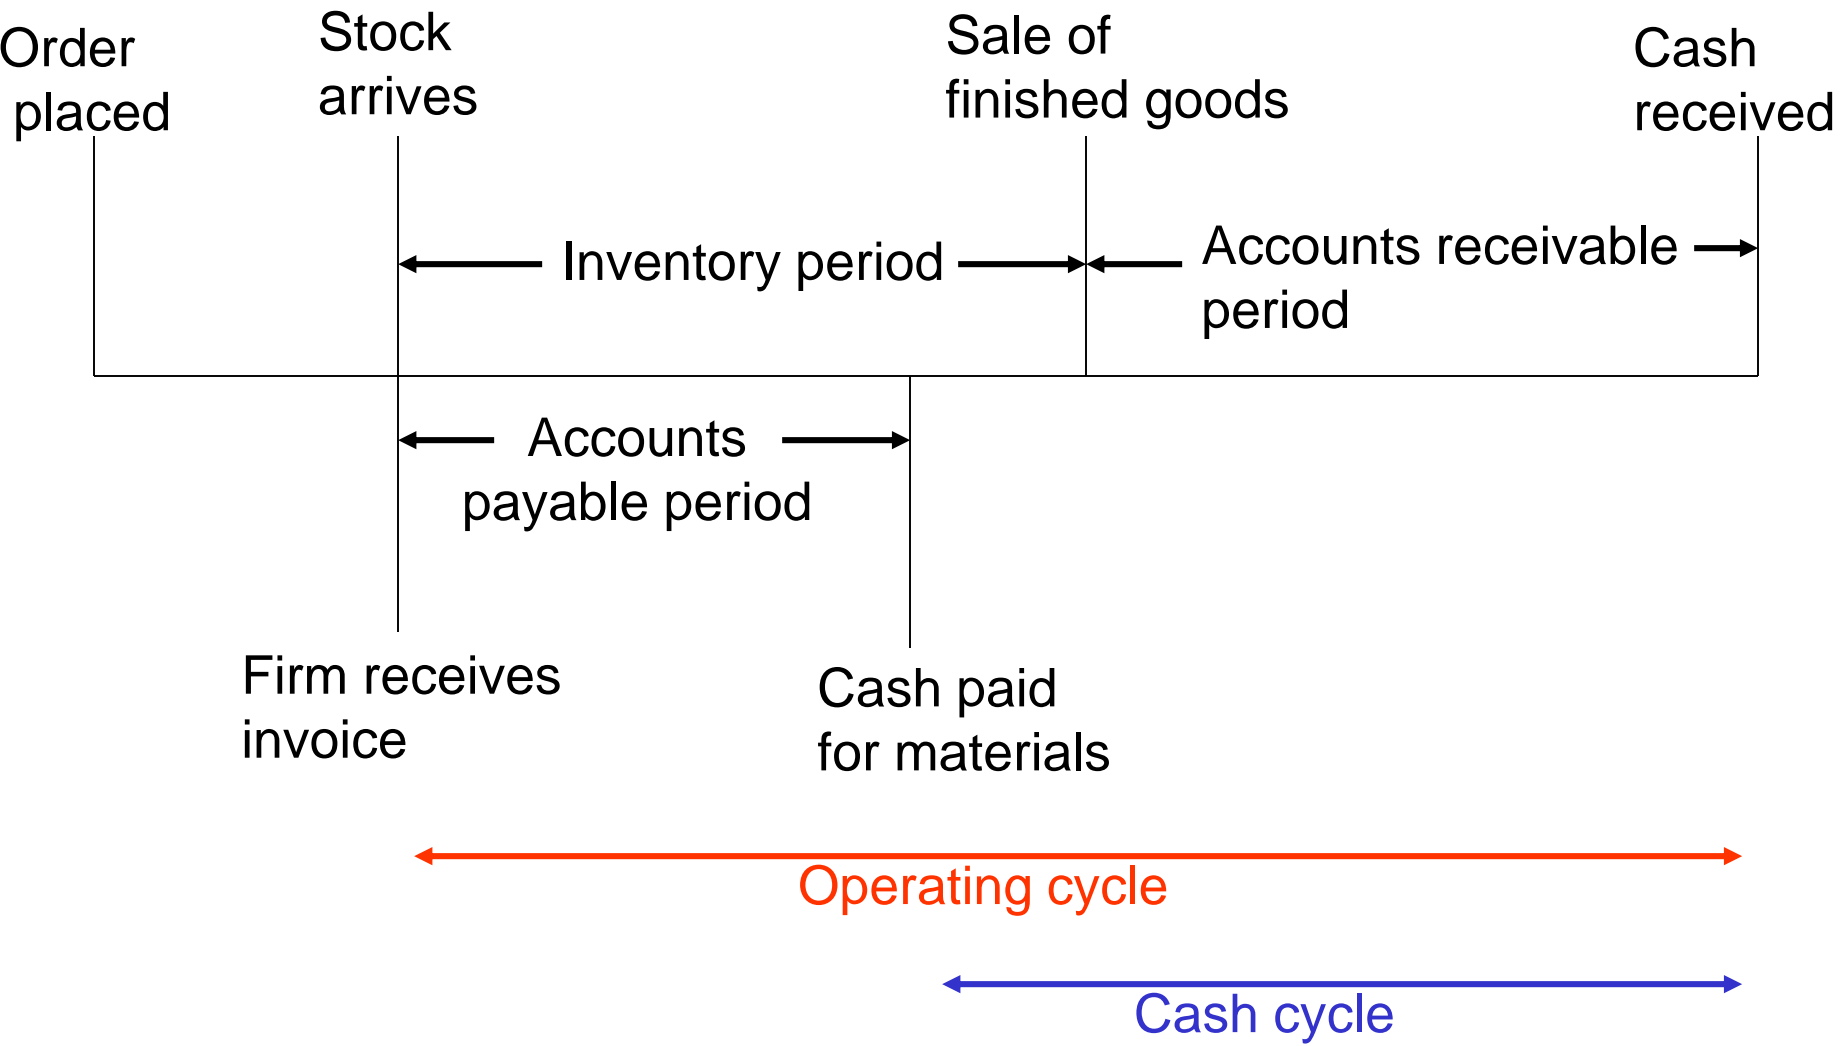 Order
placed
Stock
arrives
Sale of
finished goods
Cash
received
Inventory period
Accounts receivable
period
Accounts
payable period
Firm receives
invoice
Cash paid
for materials
Operating cycle
Cash cycle